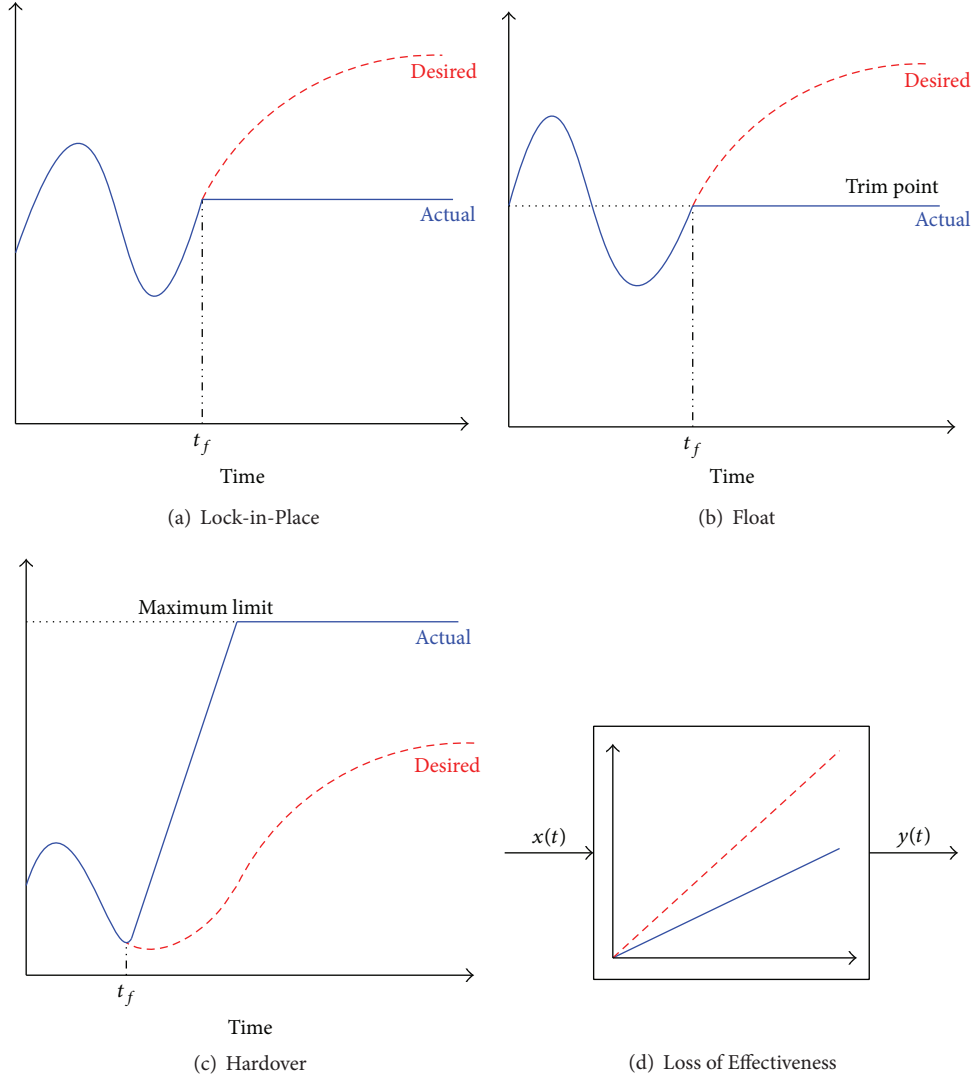 Desired
Actual
t_f
Time
(a) Lock-in-Place
Desired
Trim point
Actual
t_f
Time
(b) Float
Maximum limit
Actual
Desired
t_f
Time
(c) Hardover
x(t)
y(t)
(d) Loss of Effectiveness